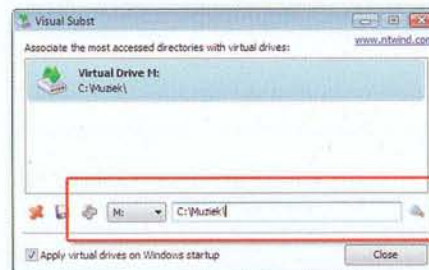 Visual Subst
Associate the most accessed directories with virtual drives:
www.ntwind.com
Virtual Drive M:
C:\Muziek\
M:
C:\Muziek\
Apply virtual drives on Windows startup
Close